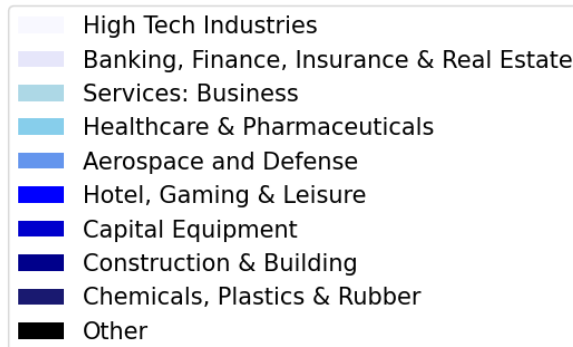 High Tech Industries
Banking, Finance, Insurance & Real Estate
Services: Business
Healthcare & Pharmaceuticals
Aerospace and Defense
Hotel, Gaming & Leisure
Capital Equipment
Construction & Building
Chemicals, Plastics & Rubber
Other